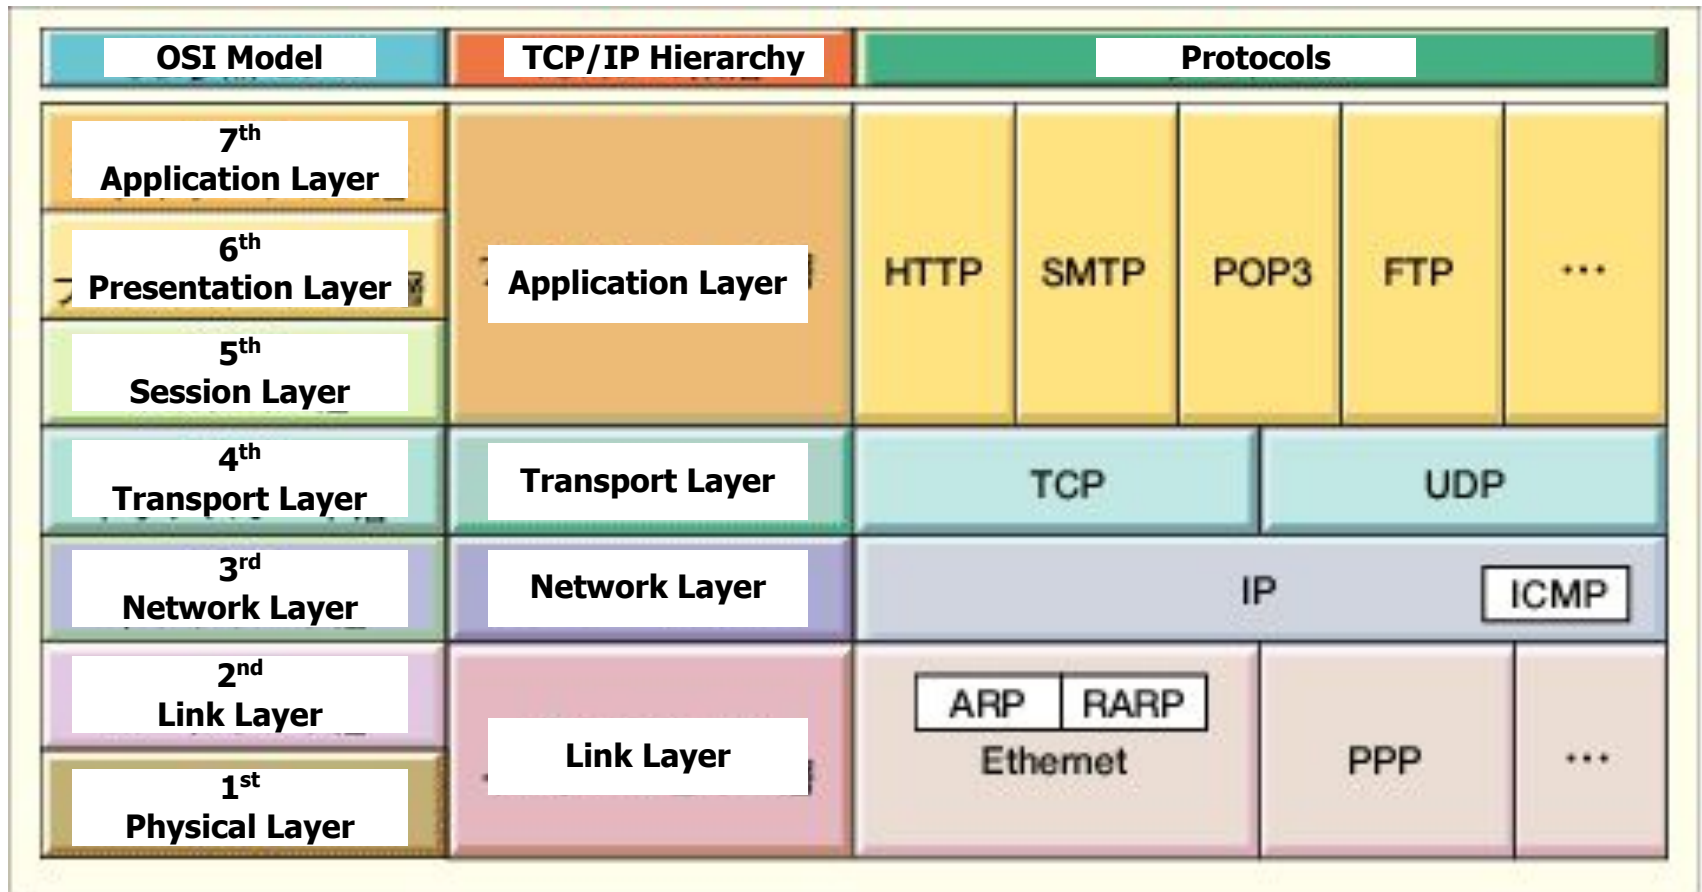 OSI Model
TCP/IP Hierarchy
Protocols
7th
Application Layer
6th
Presentation Layer
5th
Session Layer
Application Layer
HTTP
SMTP
POP3
FTP
...
4th
Transport Layer
Transport Layer
TCP
UDP
3rd
Network Layer
Network Layer
IP
ICMP
2nd
Link Layer
1st
Physical Layer
Link Layer
ARP
RARP
Ethernet
PPP
...